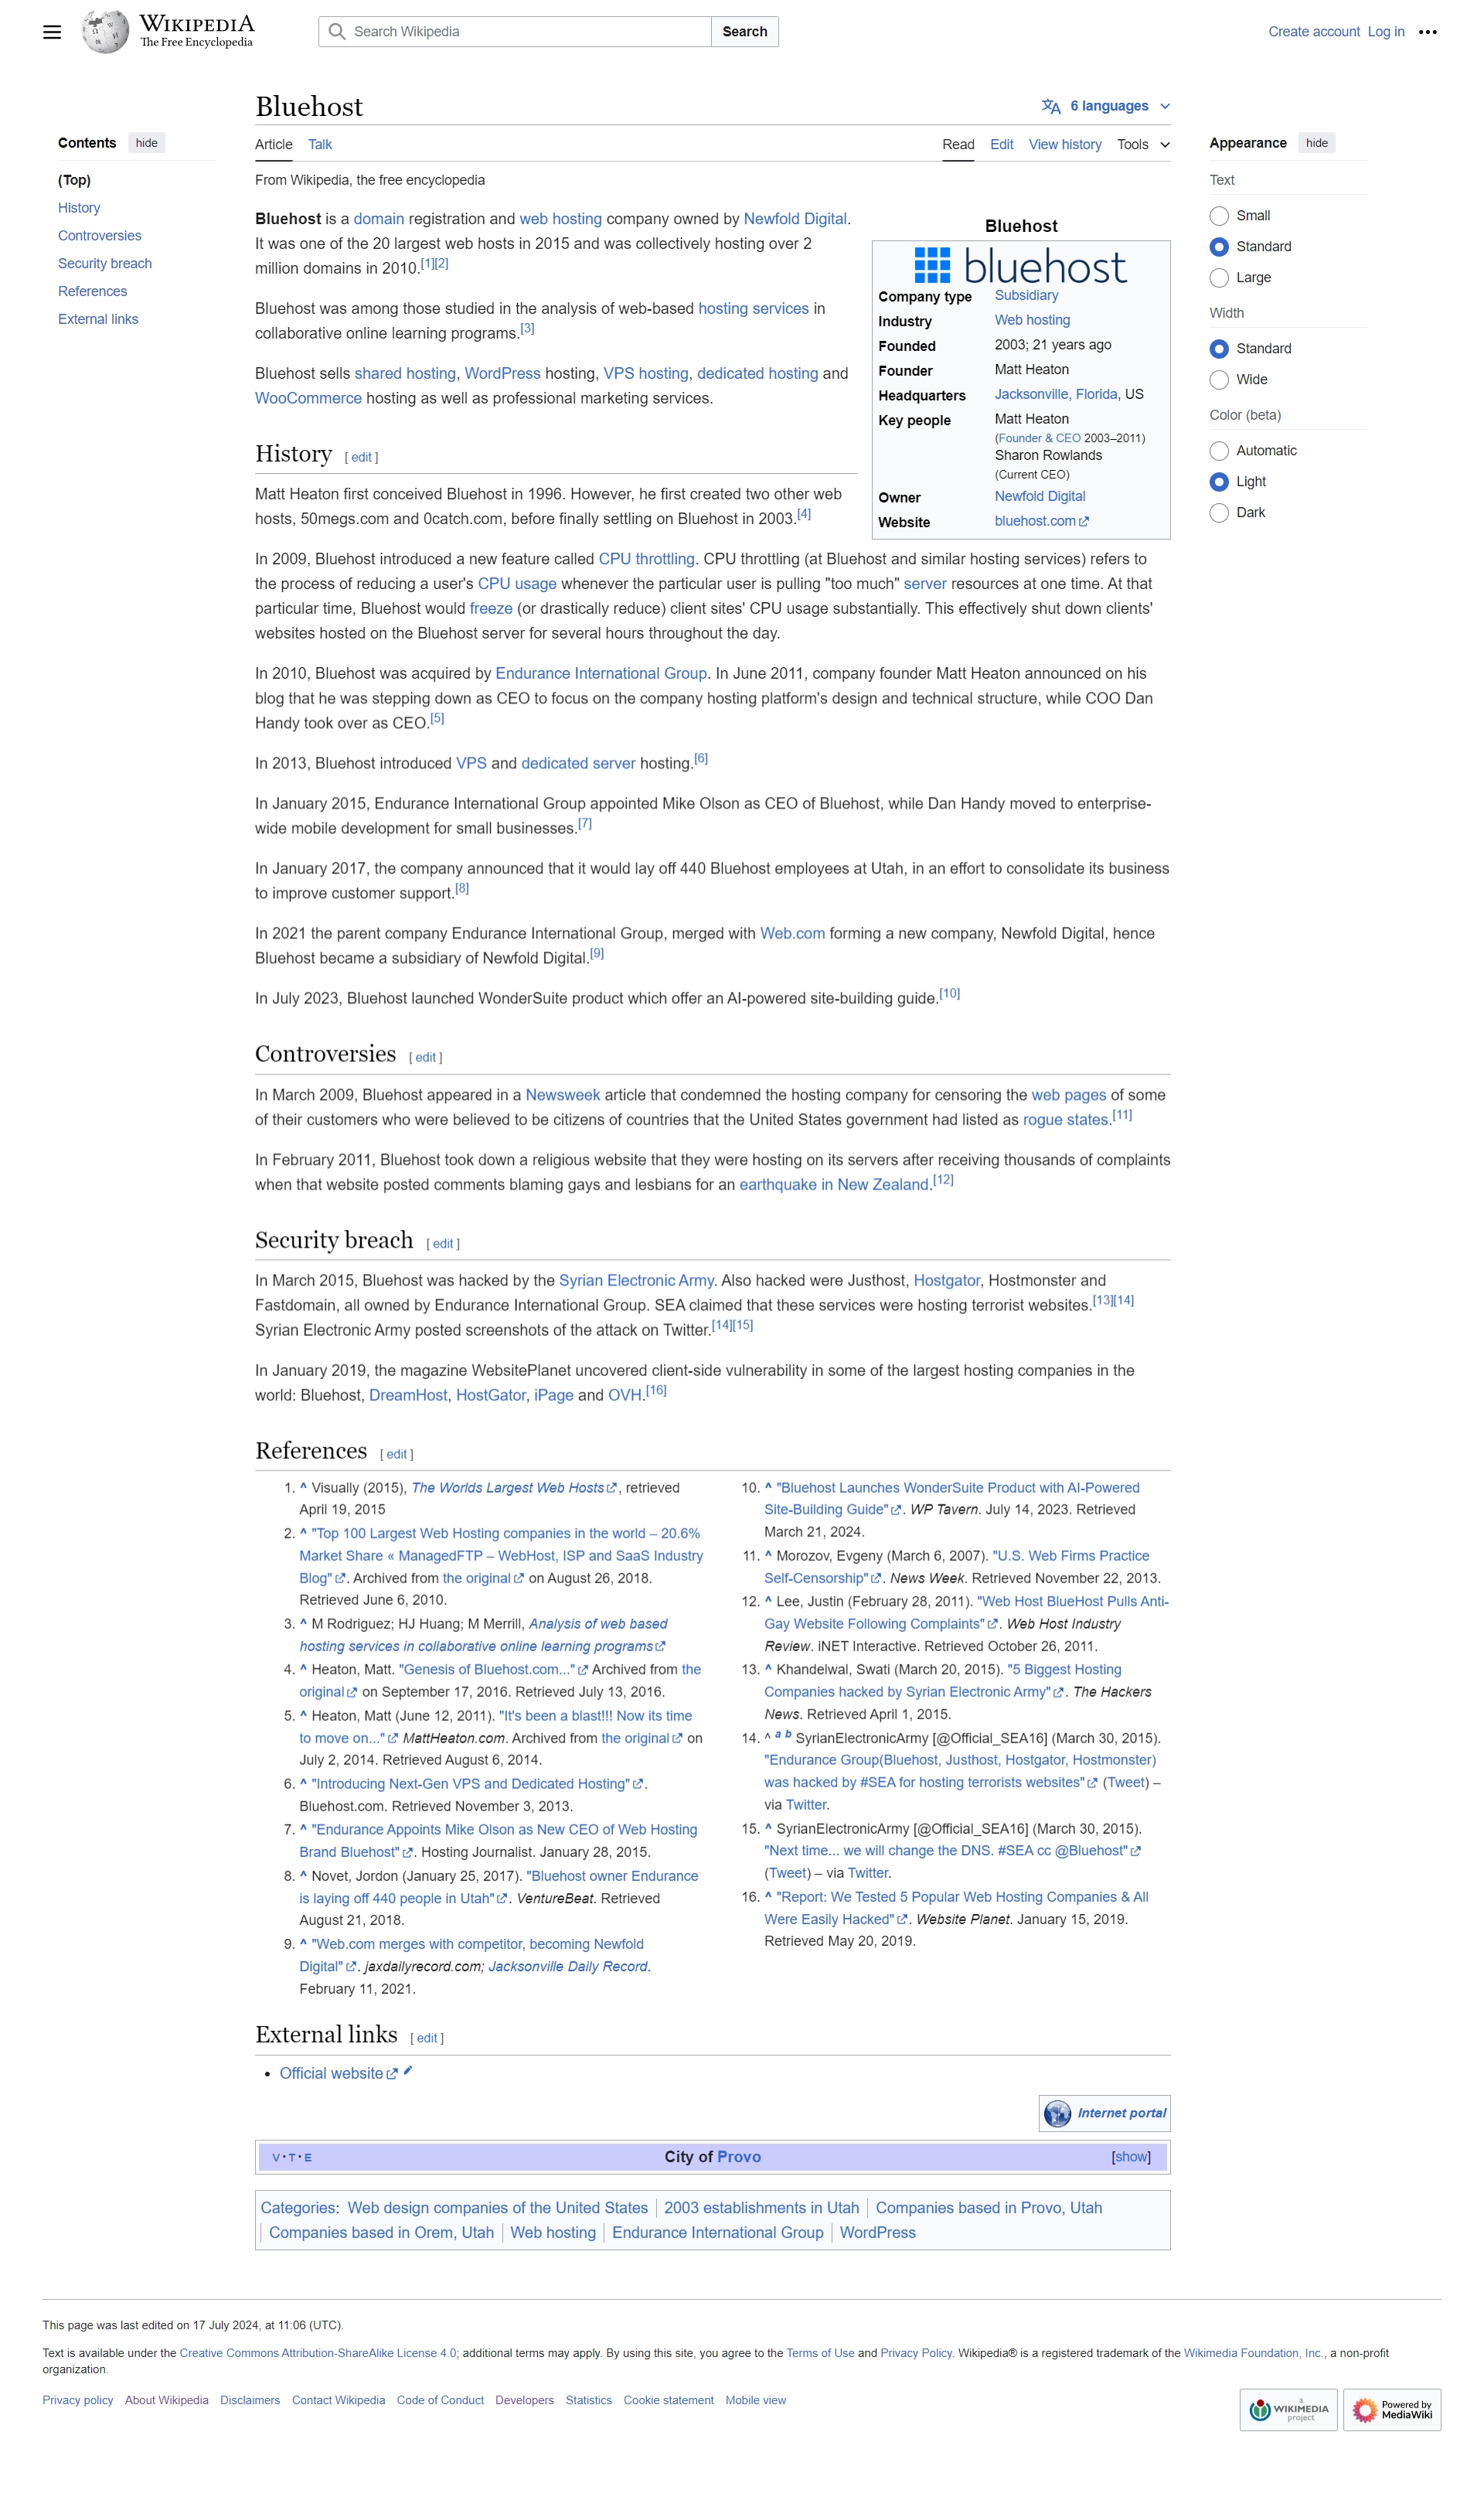 WIKIPEDIA
The Free Encyclopedia
Search Wikipedia
Search
Create account Log in
Contents hide
(Top)
History
Controversies
Security breach
References
External links
Bluehost
6 languages
Article Talk
Read Edit View history Tools
From Wikipedia, the free encyclopedia
Bluehost is a domain registration and web hosting company owned by Newfold Digital.
It was one of the 20 largest web hosts in 2015 and was collectively hosting over 2
million domains in 2010.[1][2]
Bluehost was among those studied in the analysis of web-based hosting services in
collaborative online learning programs.[3]
Bluehost sells shared hosting, WordPress hosting, VPS hosting, dedicated hosting and
WooCommerce hosting as well as professional marketing services.
Bluehost
bluehost
Company type Subsidiary
Industry Web hosting
Founded 2003; 21 years ago
Founder Matt Heaton
Headquarters Jacksonville, Florida, US
Key people Matt Heaton
(Founder & CEO 2003–2011)
Sharon Rowlands
(Current CEO)
Owner Newfold Digital
Website bluehost.com
Appearance hide
Text
Small
Standard
Large
Width
Standard
Wide
Color (beta)
Automatic
Light
Dark
History [ edit ]
Matt Heaton first conceived Bluehost in 1996. However, he first created two other web
hosts, 50megs.com and 0catch.com, before finally settling on Bluehost in 2003.[4]
In 2009, Bluehost introduced a new feature called CPU throttling. CPU throttling (at Bluehost and similar hosting services) refers to
the process of reducing a user's CPU usage whenever the particular user is pulling "too much" server resources at one time. At that
particular time, Bluehost would freeze (or drastically reduce) client sites' CPU usage substantially. This effectively shut down clients'
websites hosted on the Bluehost server for several hours throughout the day.
In 2010, Bluehost was acquired by Endurance International Group. In June 2011, company founder Matt Heaton announced on his
blog that he was stepping down as CEO to focus on the company hosting platform's design and technical structure, while COO Dan
Handy took over as CEO.[5]
In 2013, Bluehost introduced VPS and dedicated server hosting.[6]
In January 2015, Endurance International Group appointed Mike Olson as CEO of Bluehost, while Dan Handy moved to enterprise-
wide mobile development for small businesses.[7]
In January 2017, the company announced that it would lay off 440 Bluehost employees at Utah, in an effort to consolidate its business
to improve customer support.[8]
In 2021 the parent company Endurance International Group, merged with Web.com forming a new company, Newfold Digital, hence
Bluehost became a subsidiary of Newfold Digital.[9]
In July 2023, Bluehost launched WonderSuite product which offer an AI-powered site-building guide.[10]
Controversies [ edit ]
In March 2009, Bluehost appeared in a Newsweek article that condemned the hosting company for censoring the web pages of some
of their customers who were believed to be citizens of countries that the United States government had listed as rogue states.[11]
In February 2011, Bluehost took down a religious website that they were hosting on its servers after receiving thousands of complaints
when that website posted comments blaming gays and lesbians for an earthquake in New Zealand.[12]
Security breach [ edit ]
In March 2015, Bluehost was hacked by the Syrian Electronic Army. Also hacked were Justhost, Hostgator, Hostmonster and
Fastdomain, all owned by Endurance International Group. SEA claimed that these services were hosting terrorist websites.[13][14]
Syrian Electronic Army posted screenshots of the attack on Twitter.[14][15]
In January 2019, the magazine WebsitePlanet uncovered client-side vulnerability in some of the largest hosting companies in the
world: Bluehost, DreamHost, HostGator, iPage and OVH.[16]
References [ edit ]
1. ^ Visually (2015), The Worlds Largest Web Hosts, retrieved
April 19, 2015
2. ^ "Top 100 Largest Web Hosting companies in the world – 20.6%
Market Share « ManagedFTP – WebHost, ISP and SaaS Industry
Blog". Archived from the original on August 26, 2018.
Retrieved June 6, 2010.
3. ^ M Rodriguez; HJ Huang; M Merrill, Analysis of web based
hosting services in collaborative online learning programs
4. ^ Heaton, Matt. "Genesis of Bluehost.com..." Archived from the
original on September 17, 2016. Retrieved July 13, 2016.
5. ^ Heaton, Matt (June 12, 2011). "It's been a blast!!! Now its time
to move on..." MattHeaton.com. Archived from the original on
July 2, 2014. Retrieved August 6, 2014.
6. ^ "Introducing Next-Gen VPS and Dedicated Hosting".
Bluehost.com. Retrieved November 3, 2013.
7. ^ "Endurance Appoints Mike Olson as New CEO of Web Hosting
Brand Bluehost". Hosting Journalist. January 28, 2015.
8. ^ Novet, Jordon (January 25, 2017). "Bluehost owner Endurance
is laying off 440 people in Utah". VentureBeat. Retrieved
August 21, 2018.
9. ^ "Web.com merges with competitor, becoming Newfold
Digital". jaxdailyrecord.com; Jacksonville Daily Record.
February 11, 2021.
10. ^ "Bluehost Launches WonderSuite Product with AI-Powered
Site-Building Guide". WP Tavern. July 14, 2023. Retrieved
March 21, 2024.
11. ^ Morozov, Evgeny (March 6, 2007). "U.S. Web Firms Practice
Self-Censorship". News Week. Retrieved November 22, 2013.
12. ^ Lee, Justin (February 28, 2011). "Web Host BlueHost Pulls Anti-
Gay Website Following Complaints". Web Host Industry
Review. iNET Interactive. Retrieved October 26, 2011.
13. ^ Khandelwal, Swati (March 20, 2015). "5 Biggest Hosting
Companies hacked by Syrian Electronic Army". The Hackers
News. Retrieved April 1, 2015.
14. ^ a b SyrianElectronicArmy [@Official_SEA16] (March 30, 2015).
"Endurance Group(Bluehost, Justhost, Hostgator, Hostmonster)
was hacked by #SEA for hosting terrorists websites" (Tweet) –
via Twitter.
15. ^ SyrianElectronicArmy [@Official_SEA16] (March 30, 2015).
"Next time... we will change the DNS. #SEA cc @Bluehost"
(Tweet) – via Twitter.
16. ^ "Report: We Tested 5 Popular Web Hosting Companies & All
Were Easily Hacked". Website Planet. January 15, 2019.
Retrieved May 20, 2019.
External links [ edit ]
• Official website
Internet portal
V·T·E City of Provo [show]
Categories: Web design companies of the United States | 2003 establishments in Utah | Companies based in Provo, Utah
| Companies based in Orem, Utah | Web hosting | Endurance International Group | WordPress
This page was last edited on 17 July 2024, at 11:06 (UTC).
Text is available under the Creative Commons Attribution-ShareAlike License 4.0; additional terms may apply. By using this site, you agree to the Terms of Use and Privacy Policy. Wikipedia® is a registered trademark of the Wikimedia Foundation, Inc., a non-profit
organization.
Privacy policy About Wikipedia Disclaimers Contact Wikipedia Code of Conduct Developers Statistics Cookie statement Mobile view
a
WIKIMEDIA
project
Powered by
MediaWiki